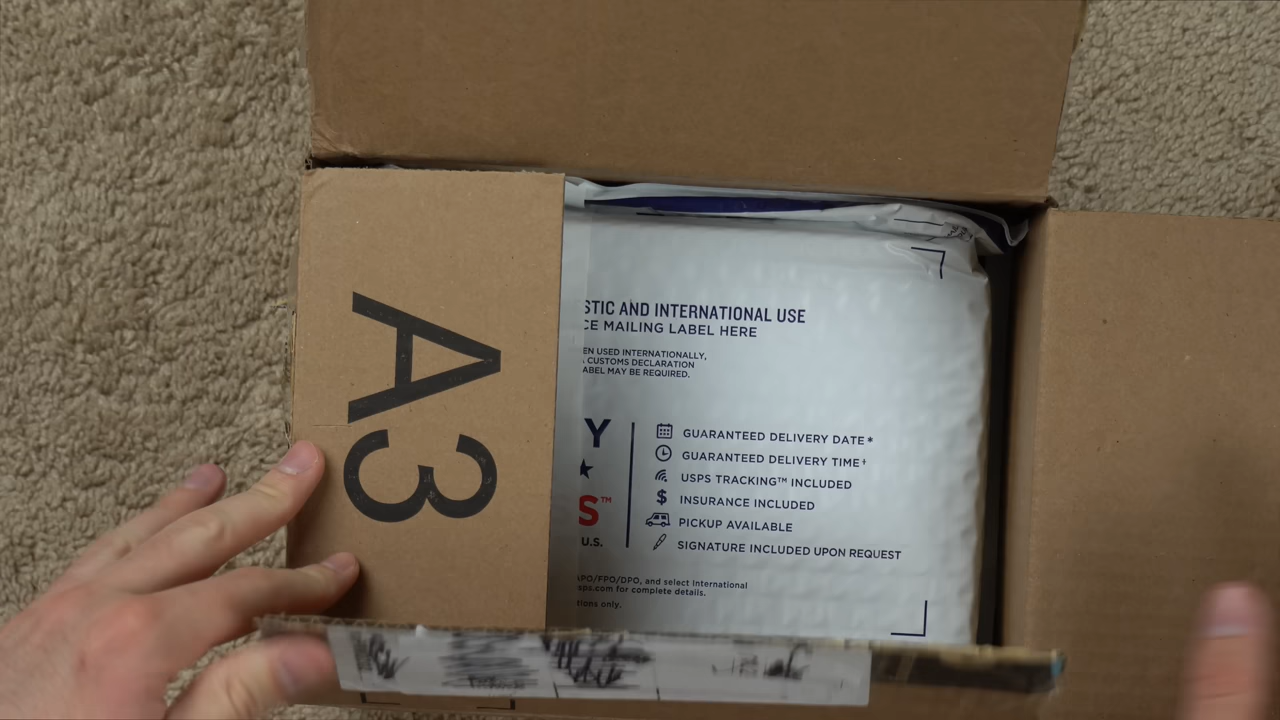 A3
STIC AND INTERNATIONAL USE
CE MAILING LABEL HERE
EN USED INTERNATIONALLY,
CUSTOMS DECLARATION
ABEL MAY BE REQUIRED.
Y
S™
U.S.
GUARANTEED DELIVERY DATE*
GUARANTEED DELIVERY TIME†
USPS TRACKING™ INCLUDED
$ INSURANCE INCLUDED
PICKUP AVAILABLE
SIGNATURE INCLUDED UPON REQUEST
APO/FPO/DPO, and select International
sps.com for complete details.
tions only.